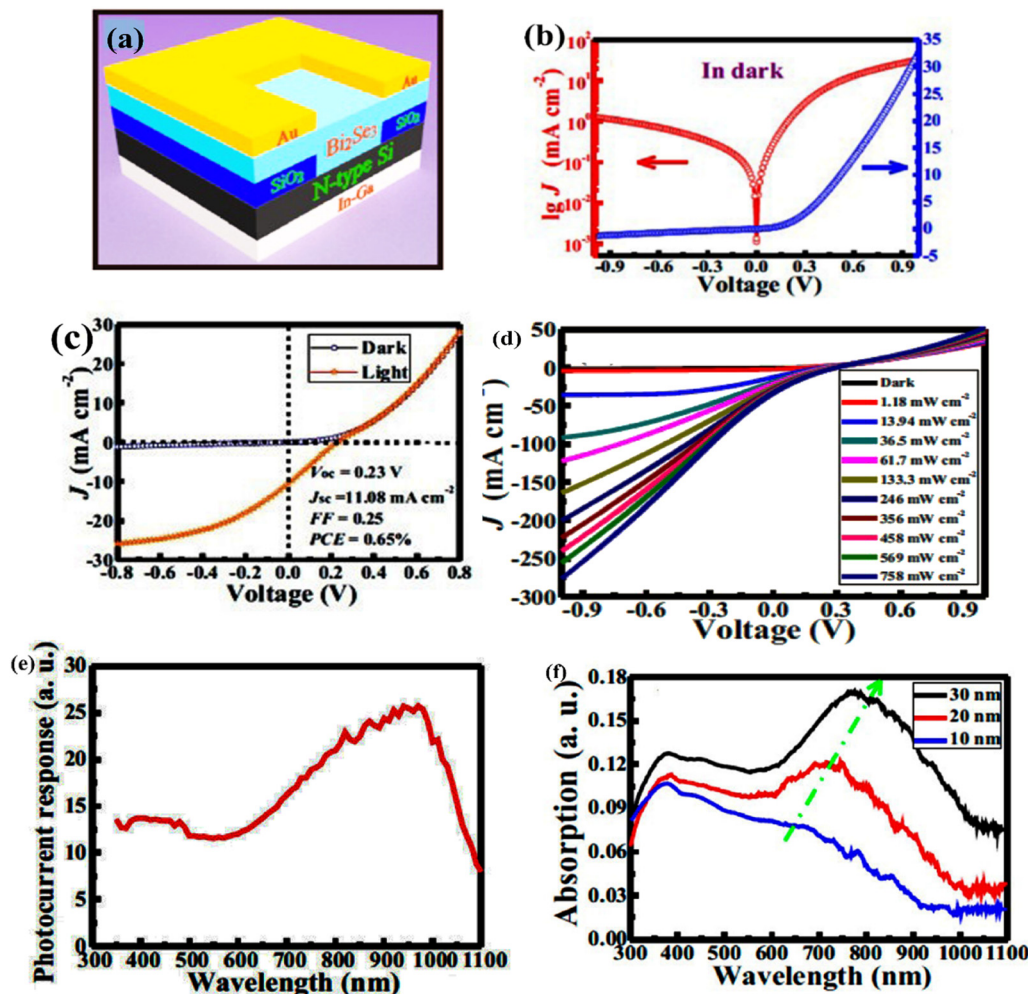 (a)
Au
Au
Bi₂Se₃
SiO₂
SiO₂
N-type Si
In-Ga
(b)
In dark
lg J (mA cm⁻²)
10²
10¹
10⁰
10⁻¹
10⁻²
10⁻³
35
30
25
20
15
10
5
0
-5
-0.9 -0.6 -0.3 0.0 0.3 0.6 0.9
Voltage (V)
(c)
J (mA cm⁻²)
30
20
10
0
-10
-20
-30
Dark
Light
Voc = 0.23 V
Jsc =11.08 mA cm⁻²
FF = 0.25
PCE = 0.65%
-0.8 -0.6 -0.4 -0.2 0.0 0.2 0.4 0.6 0.8
Voltage (V)
(d)
J (mA cm⁻
50
0
-50
-100
-150
-200
-250
-300
Dark
1.18 mW cm⁻²
13.94 mW cm⁻²
36.5 mW cm⁻²
61.7 mW cm⁻²
133.3 mW cm⁻²
246 mW cm⁻²
356 mW cm⁻²
458 mW cm⁻²
569 mW cm⁻²
758 mW cm⁻²
-0.9 -0.6 -0.3 0.0 0.3 0.6 0.9
Voltage (V)
(e)
Photocurrent response (a. u.)
30
25
20
15
10
5
0
300 400 500 600 700 800 900 1000 1100
Wavelength (nm)
(f)
Absorption (a. u.)
0.18
0.15
0.12
0.09
0.06
0.03
0.00
30 nm
20 nm
10 nm
300 400 500 600 700 800 900 1000 1100
Wavelength (nm)